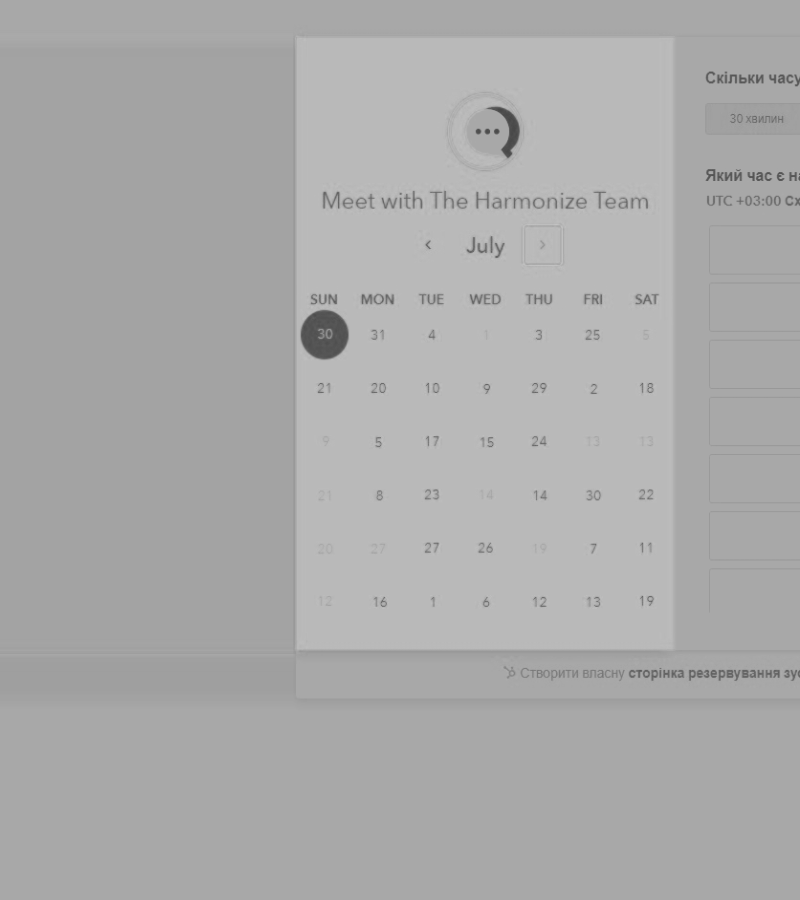 Meet with The Harmonize Team
July
SUN MON TUE WED THU FRI SAT
30 31 4 1 3 25 5
21 20 10 9 29 2 18
9 5 17 15 24 13 13
21 8 23 14 14 30 22
20 27 27 26 19 7 11
12 16 1 6 12 13 19
Скільки часу
30 хвилин
Який час є
UTC +03:00
Створити власну сторінка резервування